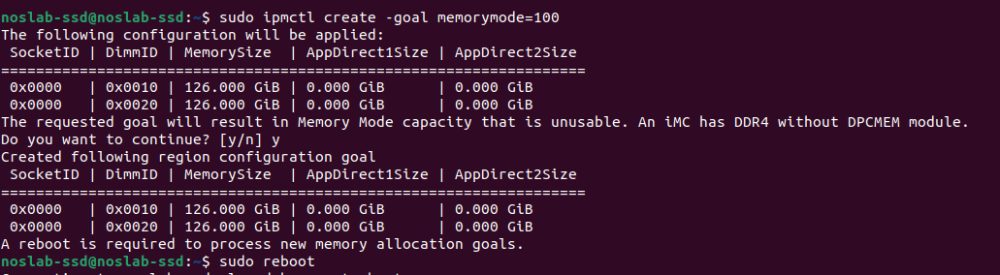 noslab-ssd@noslab-ssd:~$ sudo ipmctl create -goal memorymode=100
The following configuration will be applied:
 SocketID | DimmID | MemorySize  | AppDirect1Size | AppDirect2Size
==================================================================
 0x0000   | 0x0010 | 126.000 GiB | 0.000 GiB      | 0.000 GiB
 0x0000   | 0x0020 | 126.000 GiB | 0.000 GiB      | 0.000 GiB
The requested goal will result in Memory Mode capacity that is unusable. An iMC has DDR4 without DPCMEM module.
Do you want to continue? [y/n] y
Created following region configuration goal
 SocketID | DimmID | MemorySize  | AppDirect1Size | AppDirect2Size
==================================================================
 0x0000   | 0x0010 | 126.000 GiB | 0.000 GiB      | 0.000 GiB
 0x0000   | 0x0020 | 126.000 GiB | 0.000 GiB      | 0.000 GiB
A reboot is required to process new memory allocation goals.
noslab-ssd@noslab-ssd:~$ sudo reboot